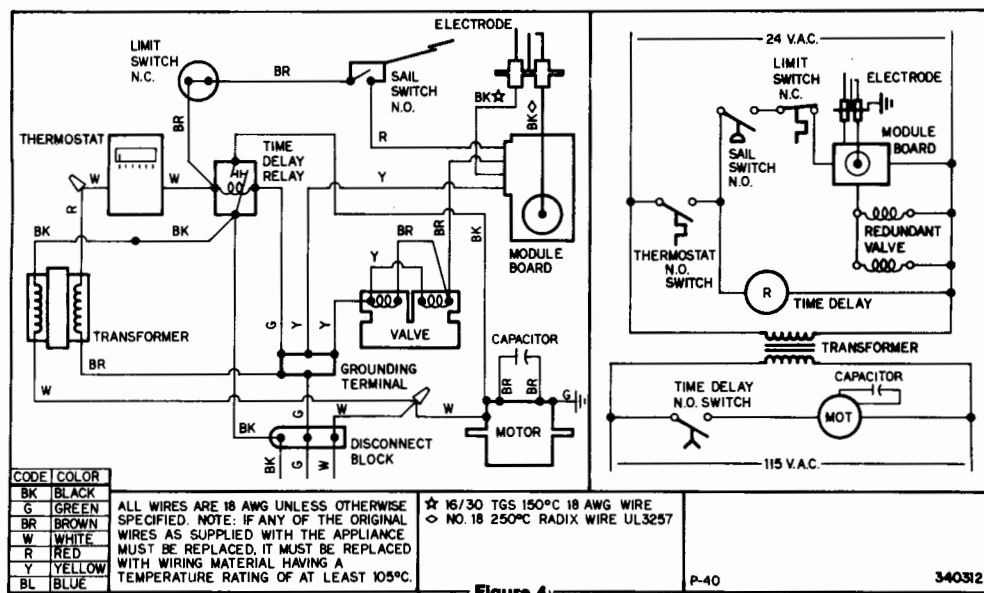 ELECTRODE
LIMIT
SWITCH
N.C.
BR
SAIL
SWITCH
N.O.
BK☆
BK◇
BR
R
THERMOSTAT
TIME
DELAY
RELAY
W
W
R
Y
BK
BK
BR
BR
BK
MODULE
BOARD
Y
VALVE
TRANSFORMER
G
Y
Y
BR
W
GROUNDING
TERMINAL
CAPACITOR
BR
BR
G
W
W
G
BK
DISCONNECT
BLOCK
MOTOR
BK
G
W
24 V.A.C.
LIMIT
SWITCH
N.C.
ELECTRODE
SAIL
SWITCH
N.O.
MODULE
BOARD
THERMOSTAT
N.O.
SWITCH
REDUNDANT
VALVE
R
TIME DELAY
TRANSFORMER
TIME DELAY
N.O. SWITCH
CAPACITOR
MOT
115 V.A.C.
CODE COLOR
BK BLACK
G GREEN
BR BROWN
W WHITE
R RED
Y YELLOW
BL BLUE
ALL WIRES ARE 18 AWG UNLESS OTHERWISE
SPECIFIED. NOTE: IF ANY OF THE ORIGINAL
WIRES AS SUPPLIED WITH THE APPLIANCE
MUST BE REPLACED, IT MUST BE REPLACED
WITH WIRING MATERIAL HAVING A
TEMPERATURE RATING OF AT LEAST 105°C.
☆ 16/30 TGS 150°C 18 AWG WIRE
◇ NO. 18 250°C RADIX WIRE UL3257
P-40
340312
Figure 4